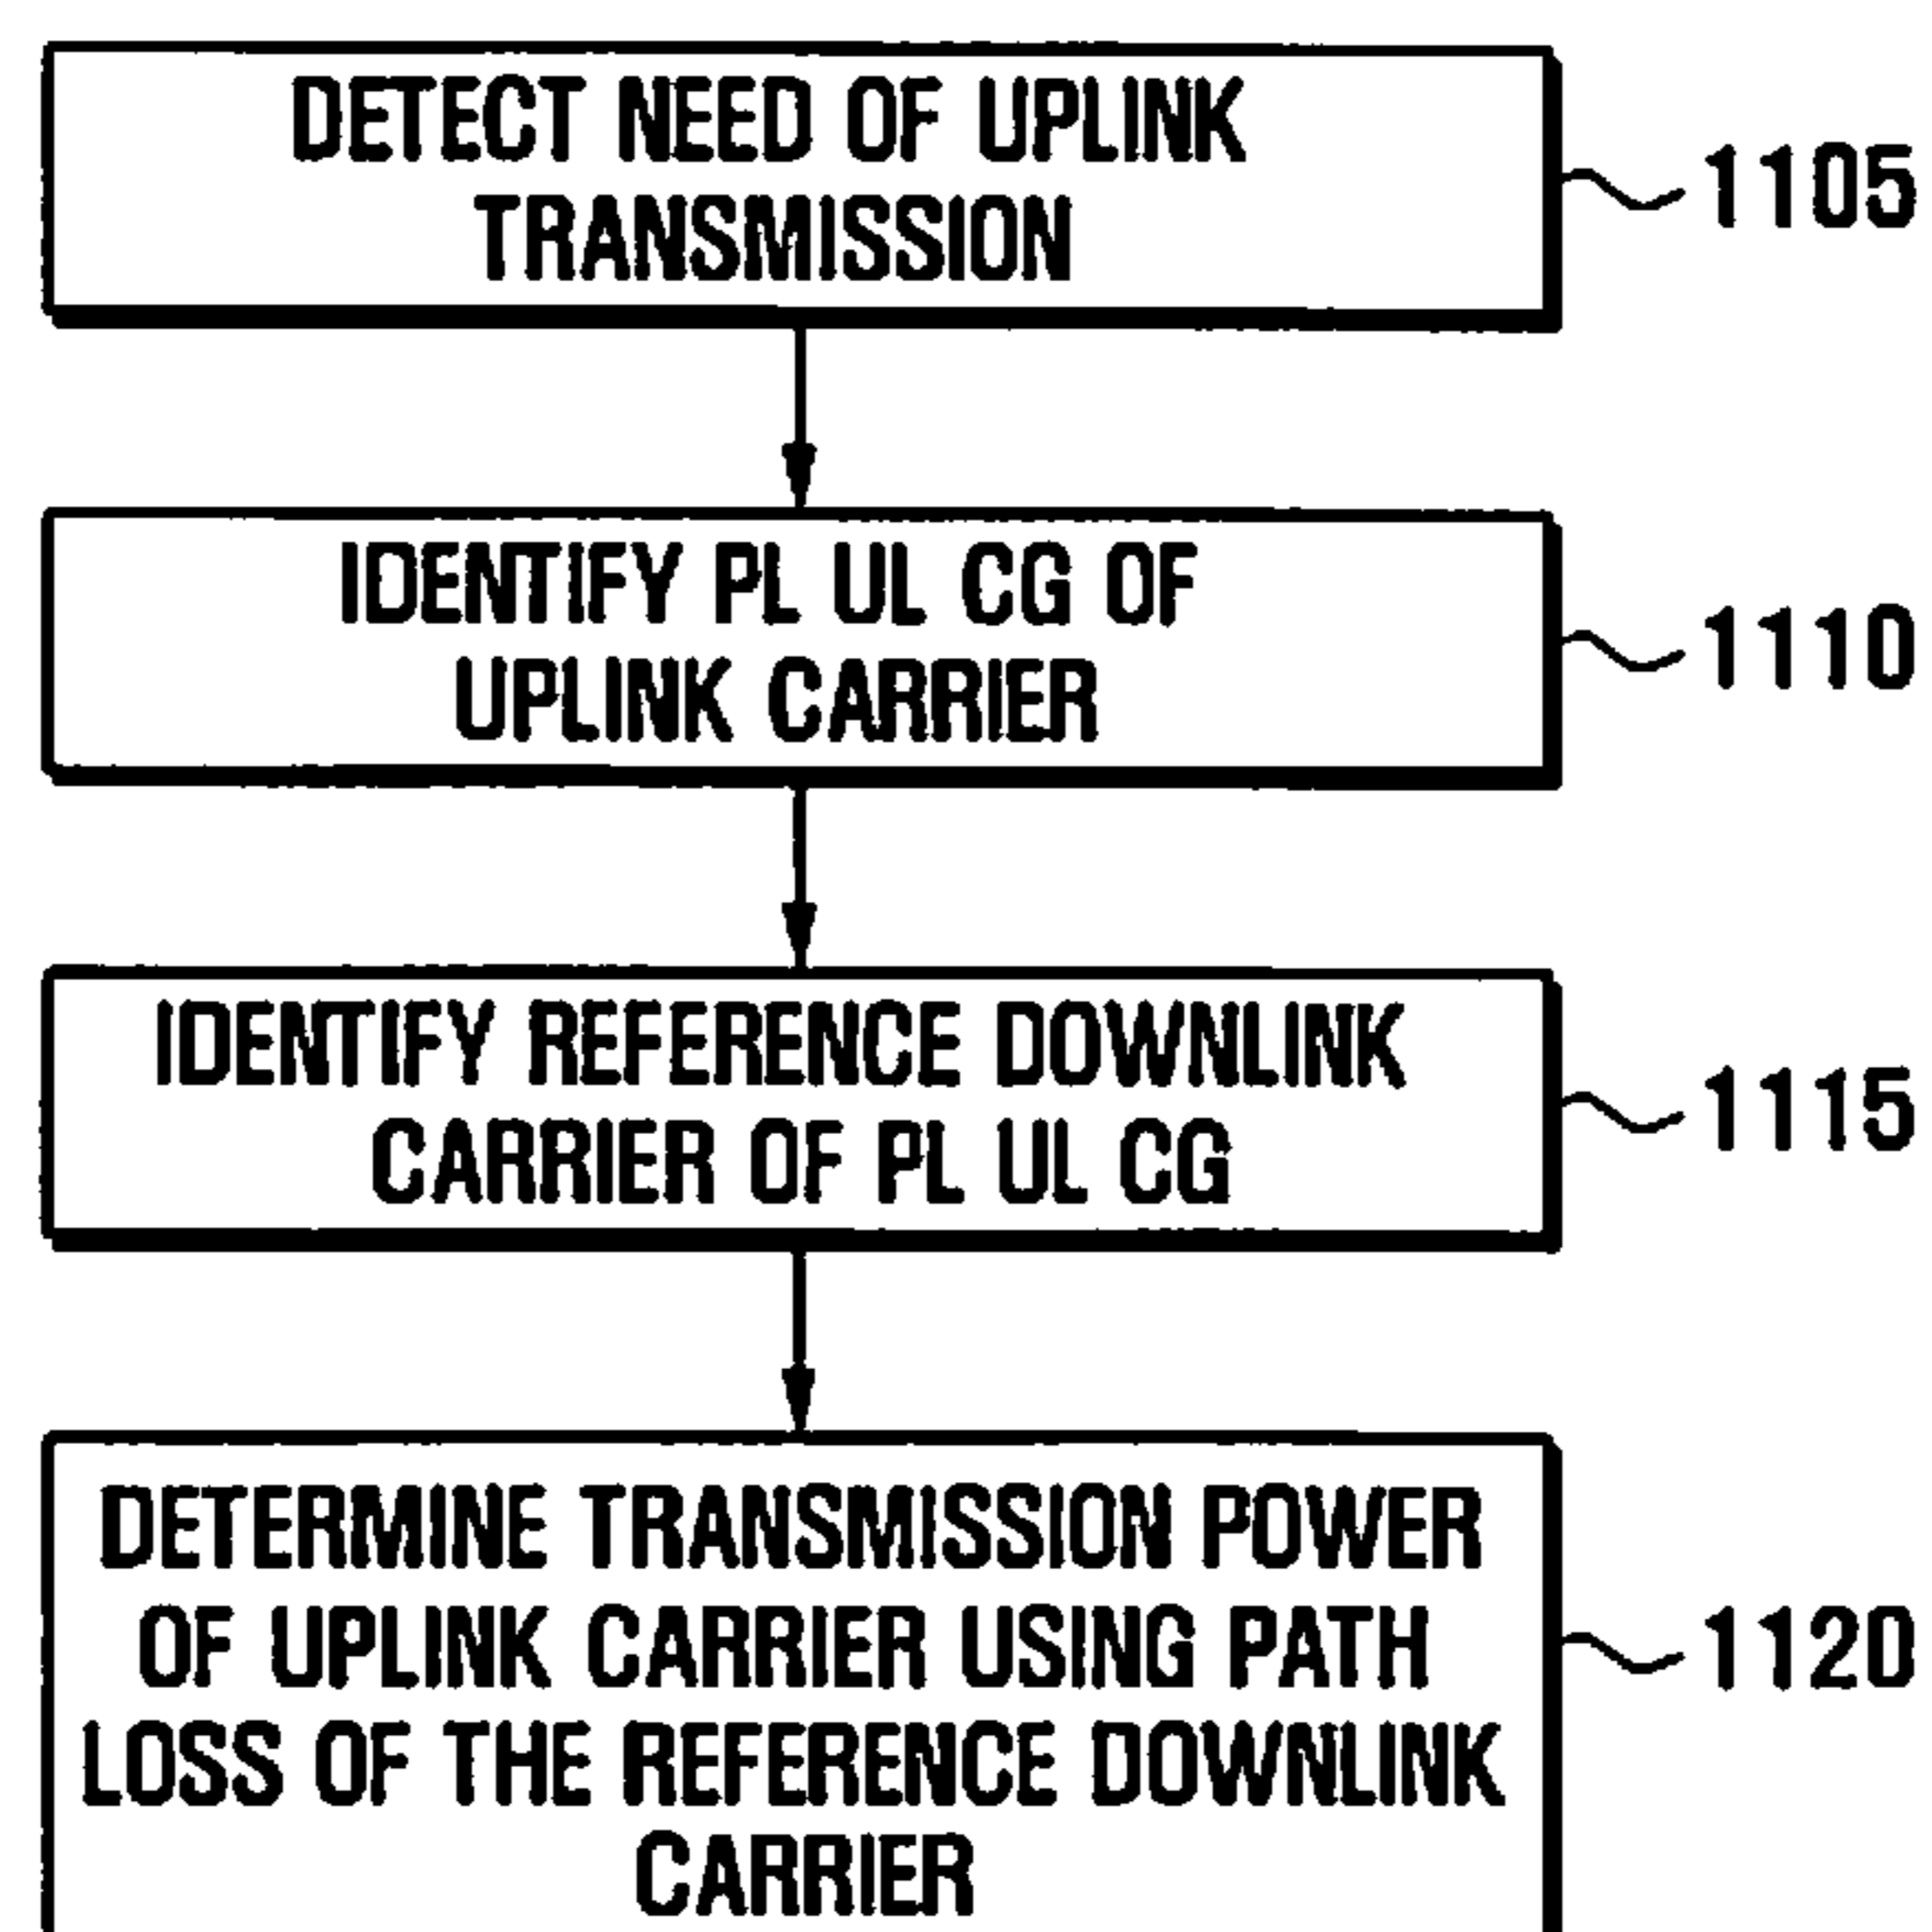 DETECT NEED OF UPLINK
TRANSMISSION
1105
IDENTIFY PL UL CG OF
UPLINK CARRIER
1110
IDENTIFY REFERENCE DOWNLINK
CARRIER OF PL UL CG
1115
DETERMINE TRANSMISSION POWER
OF UPLINK CARRIER USING PATH
LOSS OF THE REFERENCE DOWNLINK
CARRIER
1120